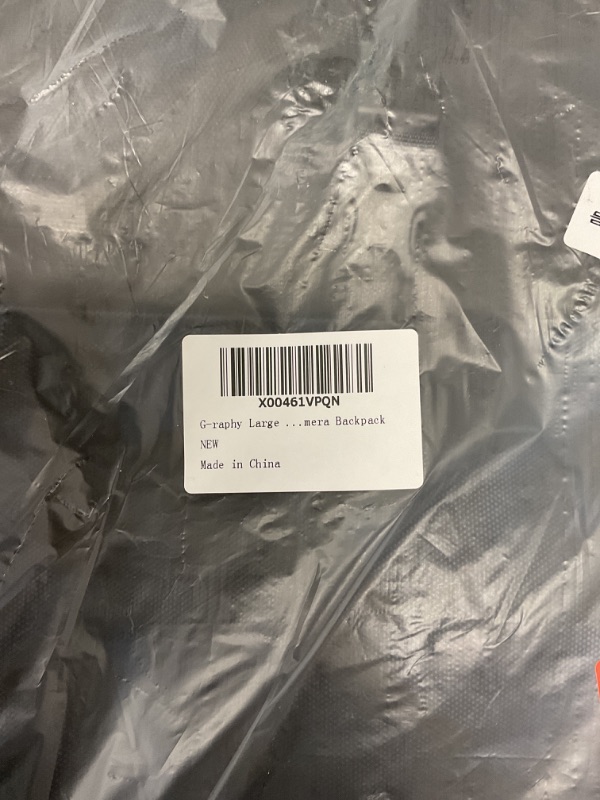 X00461VPQN
G-raphy Large ...mera Backpack
NEW
Made in China